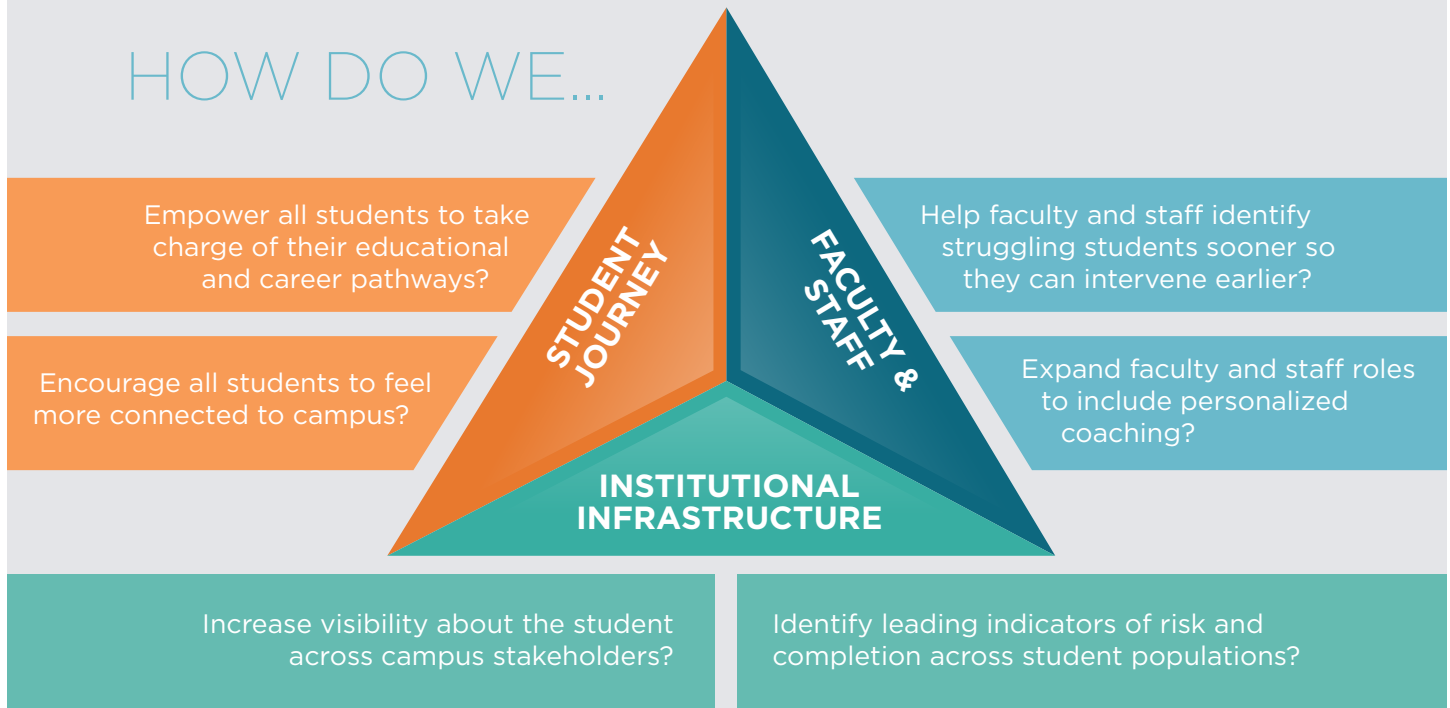 HOW DO WE...
Empower all students to take
charge of their educational
and career pathways?
Encourage all students to feel
more connected to campus?
STUDENT
JOURNEY
FACULTY &
STAFF
Help faculty and staff identify
struggling students sooner so
they can intervene earlier?
Expand faculty and staff roles
to include personalized
coaching?
INSTITUTIONAL
INFRASTRUCTURE
Increase visibility about the student
across campus stakeholders?
Identify leading indicators of risk and
completion across student populations?